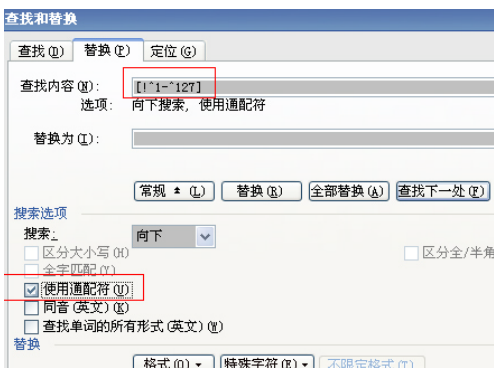 查找和替换
查找(D) 替换(P) 定位(G)
查找内容(N): [!^1-^127]
选项: 向下搜索, 使用通配符
替换为(I):
常规 (L) 替换(R) 全部替换(A) 查找下一处(F)
搜索选项
搜索: 向下
区分大小写(H) 区分全/半角
全字匹配(Y)
使用通配符(U)
同音(英文)(K)
查找单词的所有形式(英文)(W)
替换
格式(O) 特殊字符(E) 不限定格式(T)